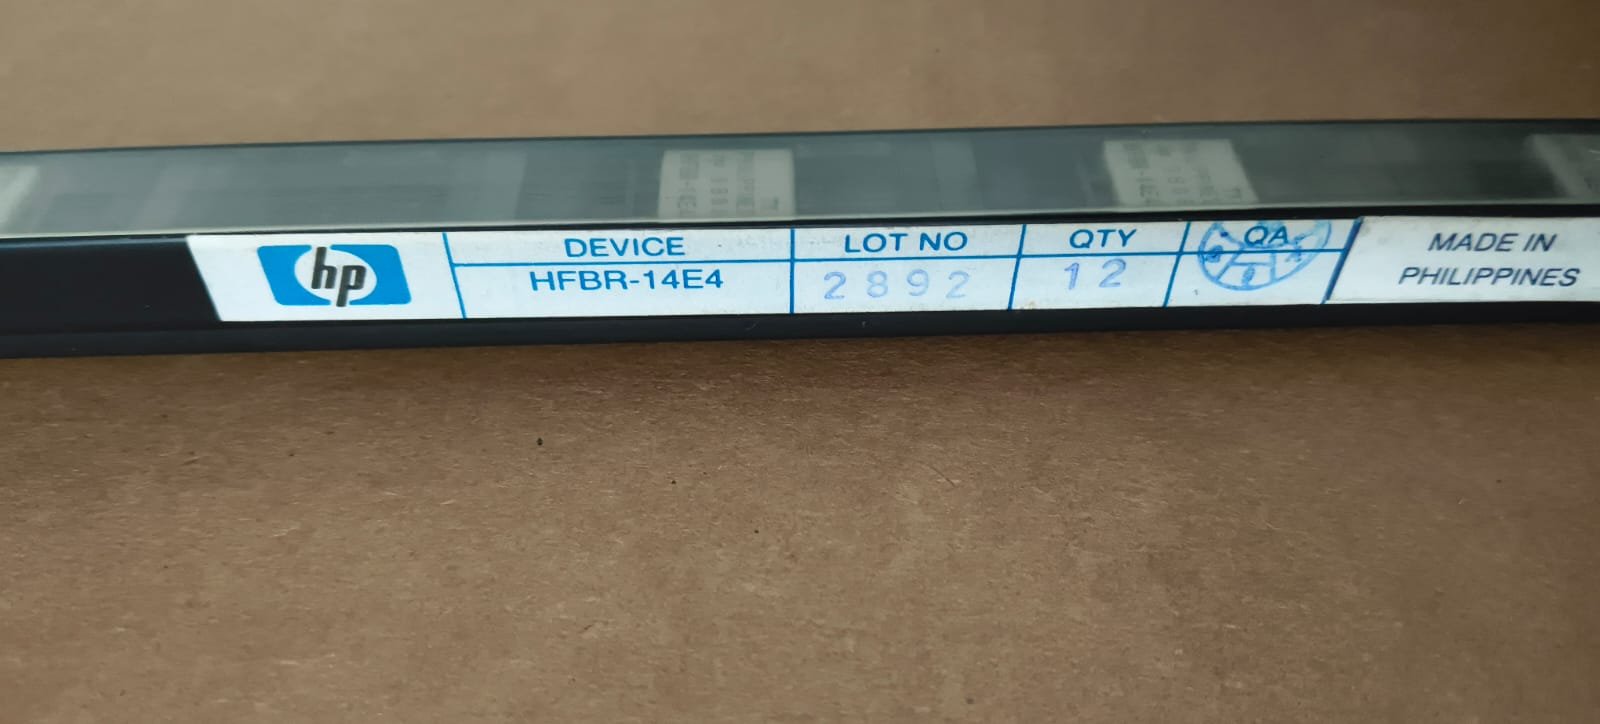 hp
DEVICE
HFBR-14E4
LOT NO
2892
QTY
12
QA
MADE IN
PHILIPPINES